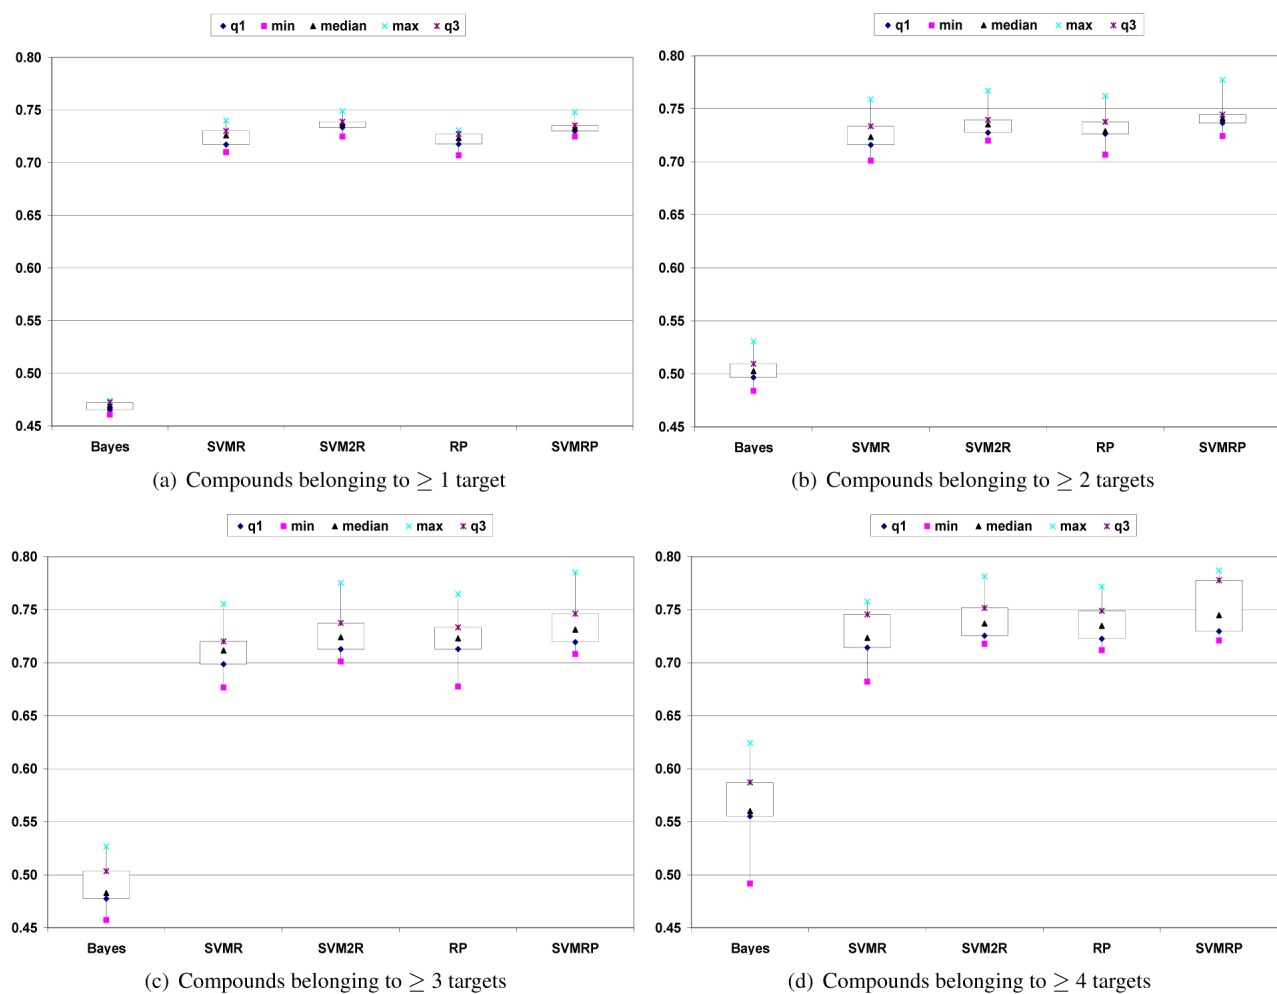 q1 min median max q3
0.80
0.75
0.70
0.65
0.60
0.55
0.50
0.45
Bayes SVMR SVM2R RP SVMRP
(a) Compounds belonging to ≥ 1 target
q1 min median max q3
0.80
0.75
0.70
0.65
0.60
0.55
0.50
0.45
Bayes SVMR SVM2R RP SVMRP
(b) Compounds belonging to ≥ 2 targets
q1 min median max q3
0.80
0.75
0.70
0.65
0.60
0.55
0.50
0.45
Bayes SVMR SVM2R RP SVMRP
(c) Compounds belonging to ≥ 3 targets
q1 min median max q3
0.80
0.75
0.70
0.65
0.60
0.55
0.50
0.45
Bayes SVMR SVM2R RP SVMRP
(d) Compounds belonging to ≥ 4 targets